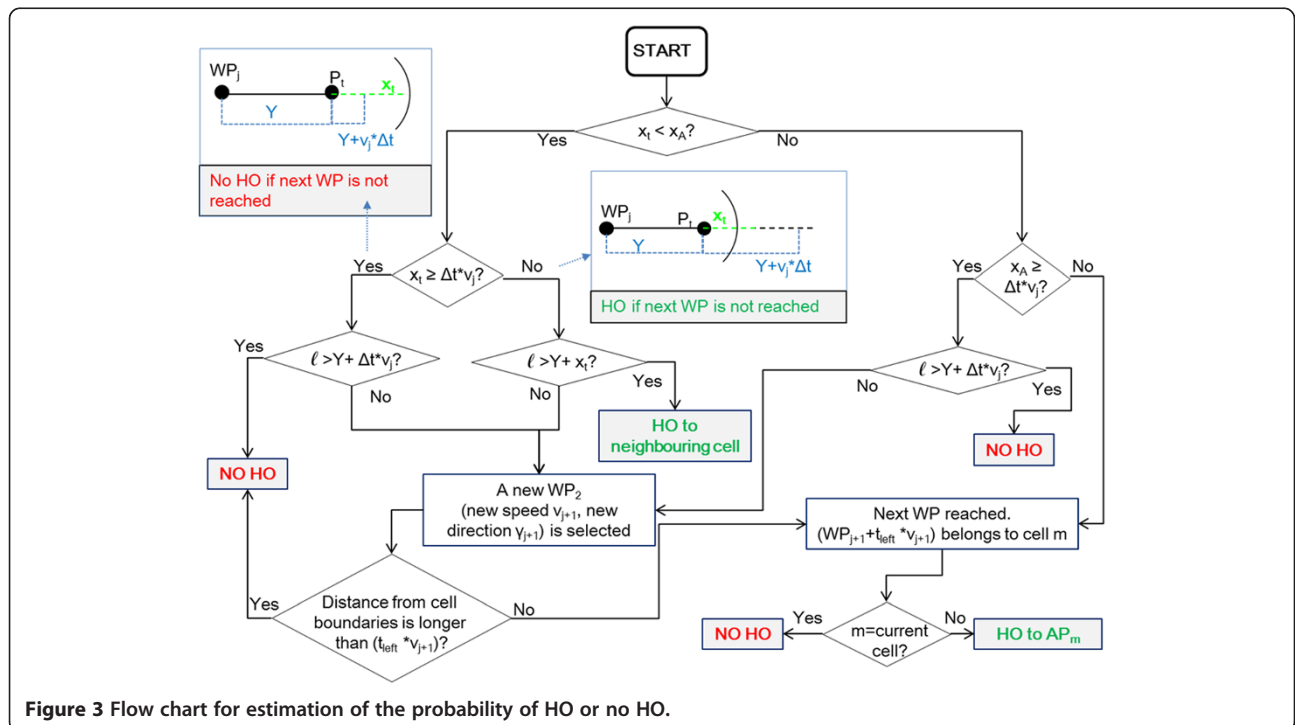 START
WPj
Pt
xt
Y
Y+vj*Δt
No HO if next WP is not
reached
xt < xA?
Yes
No
WPj
Pt
xt
Y
Y+vj*Δt
HO if next WP is not reached
xt ≥ Δt*vj?
Yes
No
xA ≥
Δt*vj?
Yes
No
ℓ >Y+ Δt*vj?
Yes
No
ℓ >Y+ xt?
No
Yes
ℓ >Y+ Δt*vj?
No
Yes
HO to
neighbouring cell
NO HO
NO HO
A new WP2
(new speed vj+1, new
direction γj+1) is selected
Next WP reached.
(WPj+1+tleft *vj+1) belongs to cell m
Distance from cell
boundaries is longer
than (tleft *vj+1)?
Yes
No
m=current
cell?
Yes
No
NO HO
HO to APm
Figure 3 Flow chart for estimation of the probability of HO or no HO.